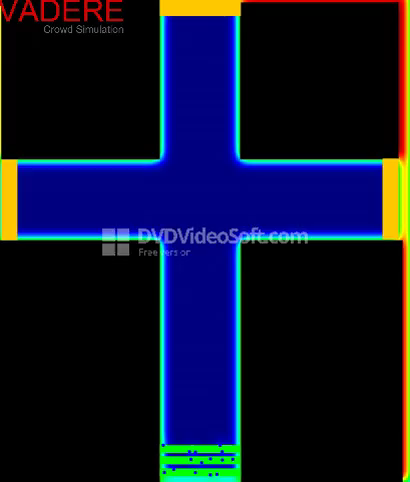 VADERE
Crowd Simulation
DVDVideoSoft.com
Free version